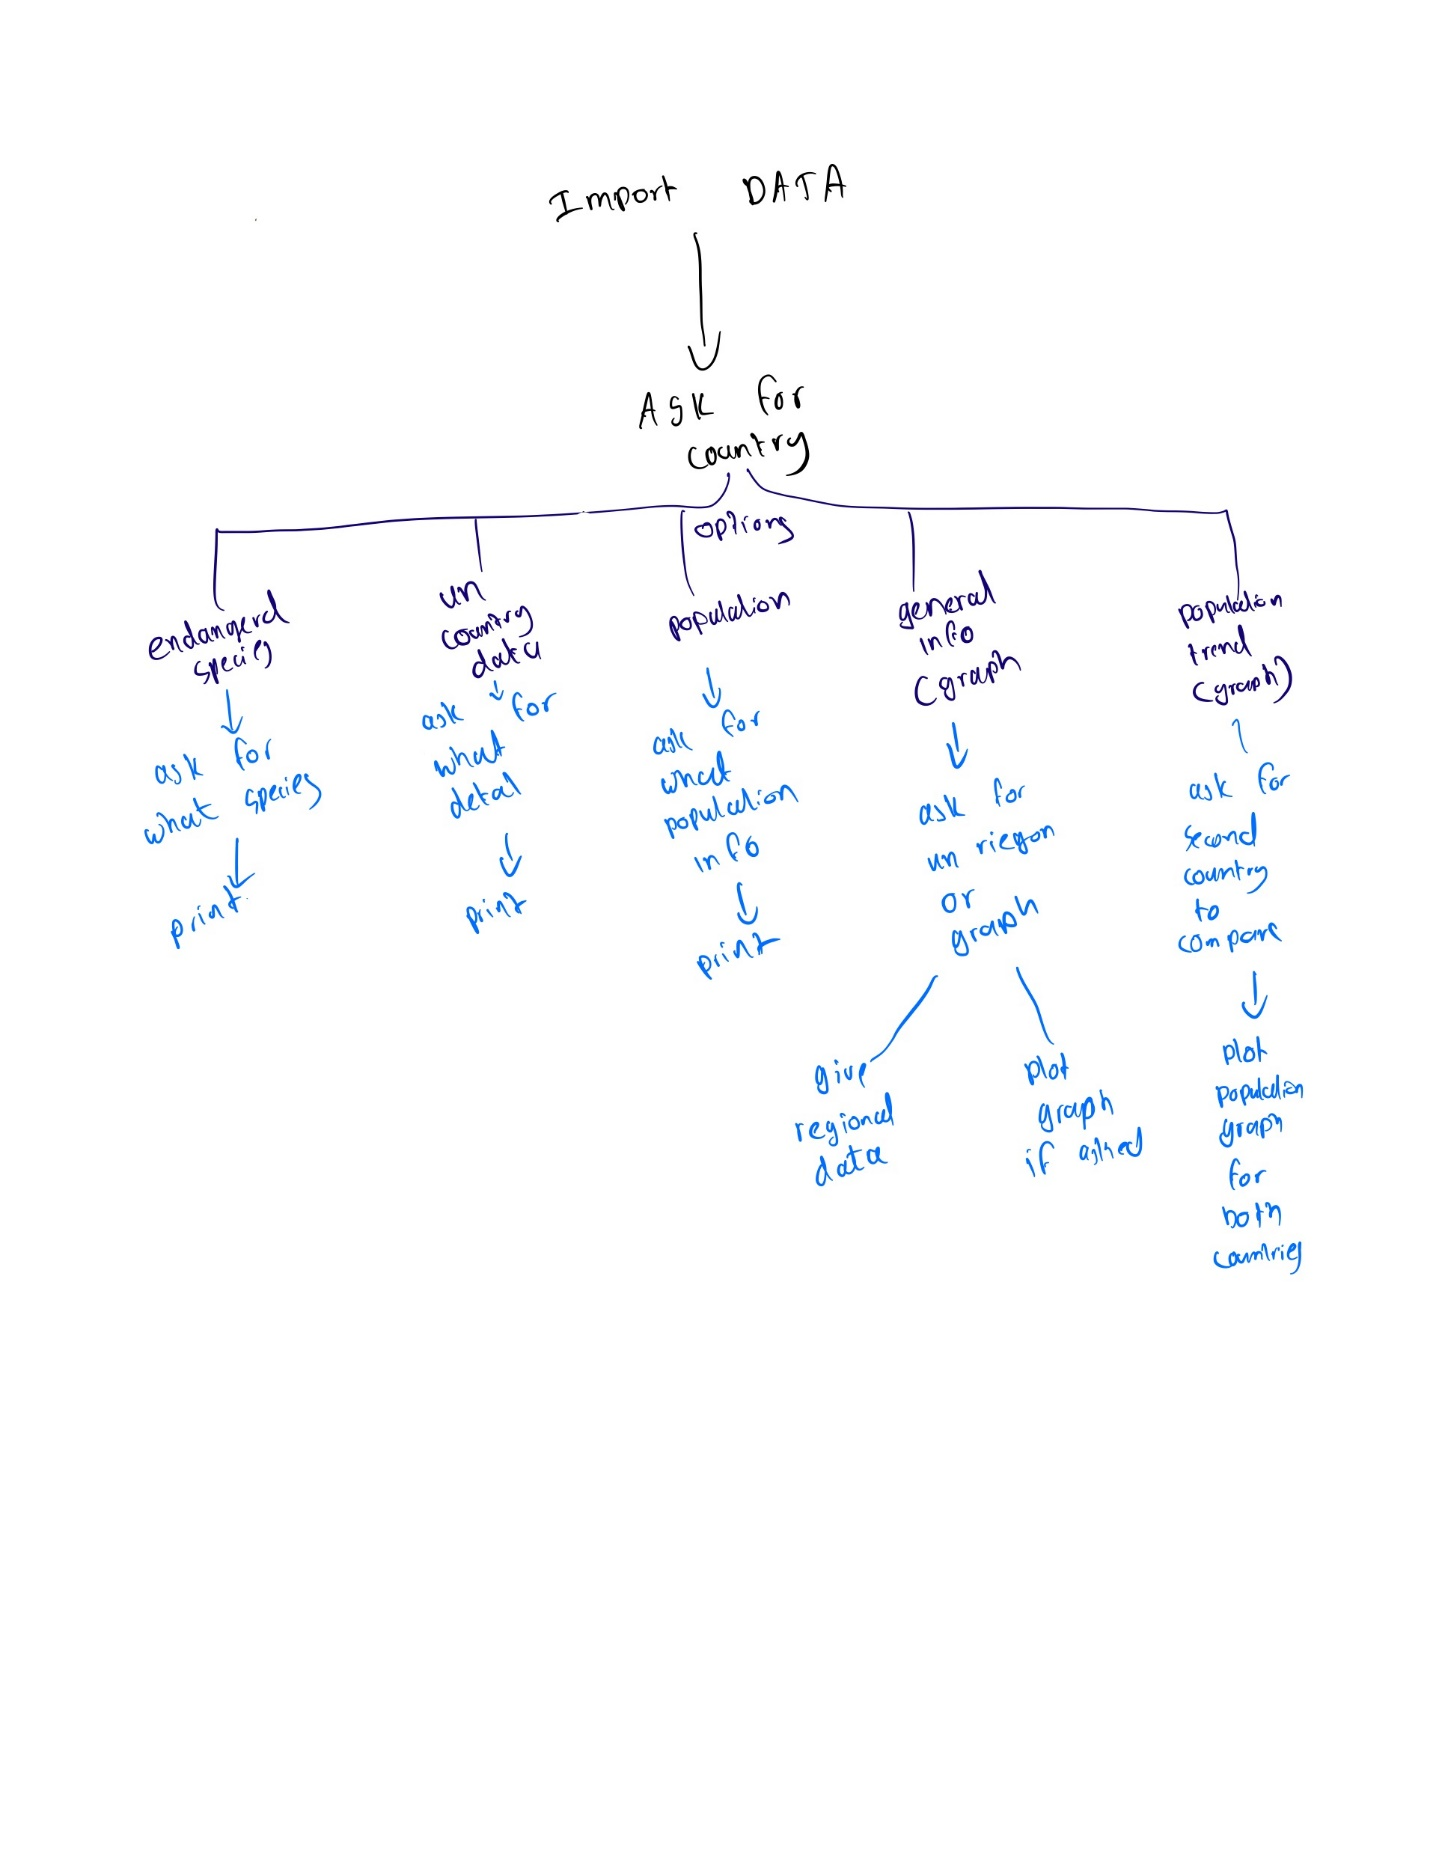 Import DATA
Ask for
country
options
endangerd
species
ask for
what species
print.
un
country
data
ask for
what
detal
print
population
ask for
what
population
info
print
general
info
(graph
ask for
un riegon
or
graph
give
regional
data
plot
graph
if asked
population
trend
(graph)
ask for
second
country
to
compare
plot
population
graph
for
both
countries